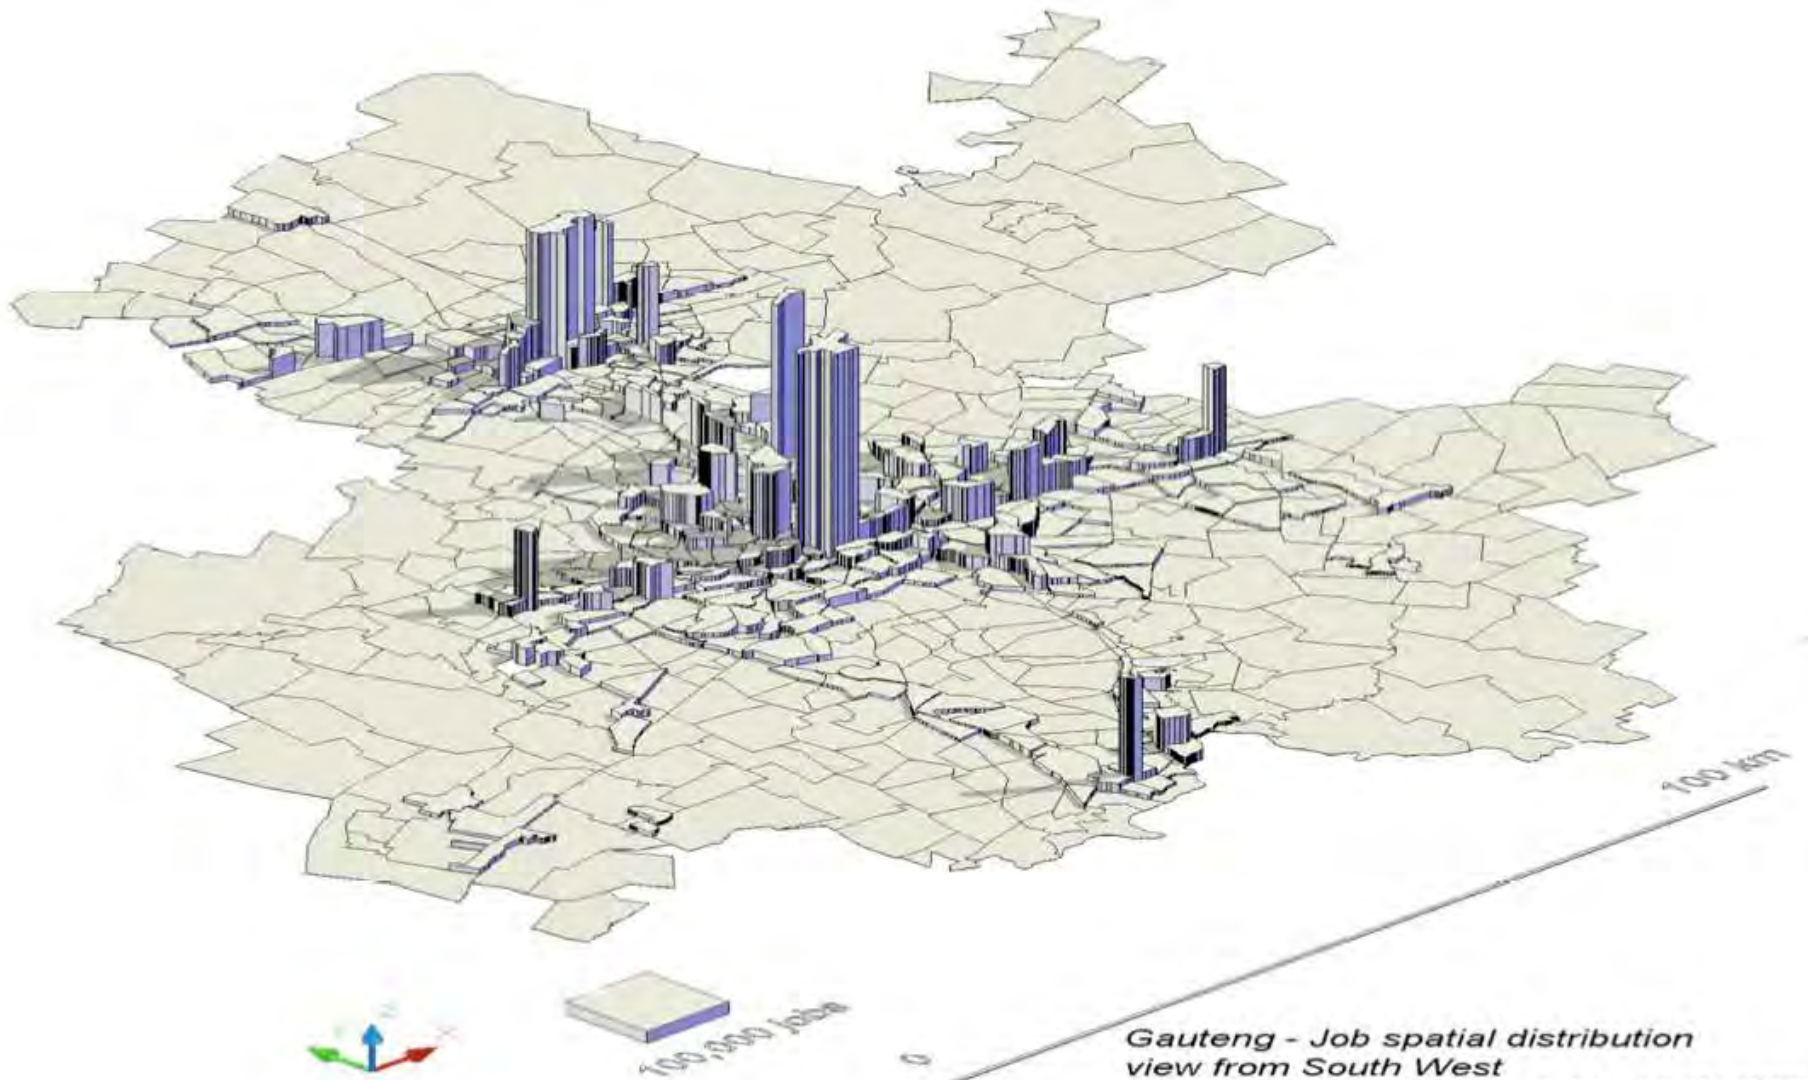 100 km
100,000 jobs
0
Gauteng - Job spatial distribution
view from South West